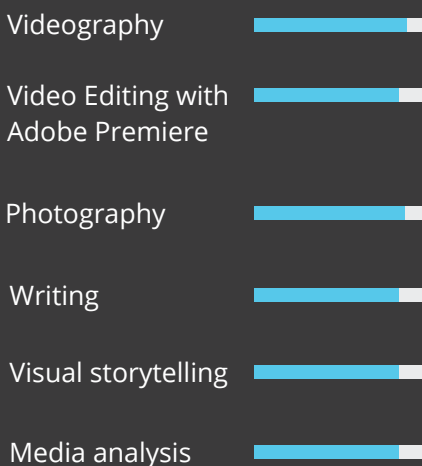 Videography
Video Editing with
Adobe Premiere
Photography
Writing
Visual storytelling
Media analysis